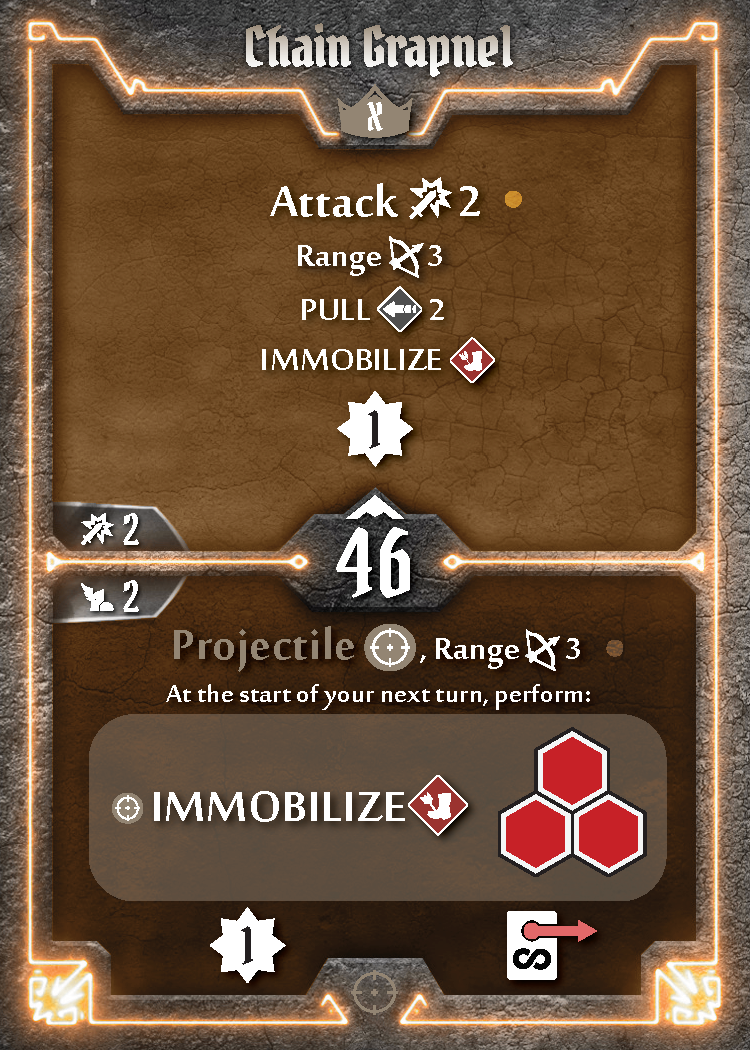 Chain Grapnel
X
Attack 2
Range 3
PULL 2
IMMOBILIZE
1
2
46
2
Projectile , Range 3
At the start of your next turn, perform:
IMMOBILIZE
1
S